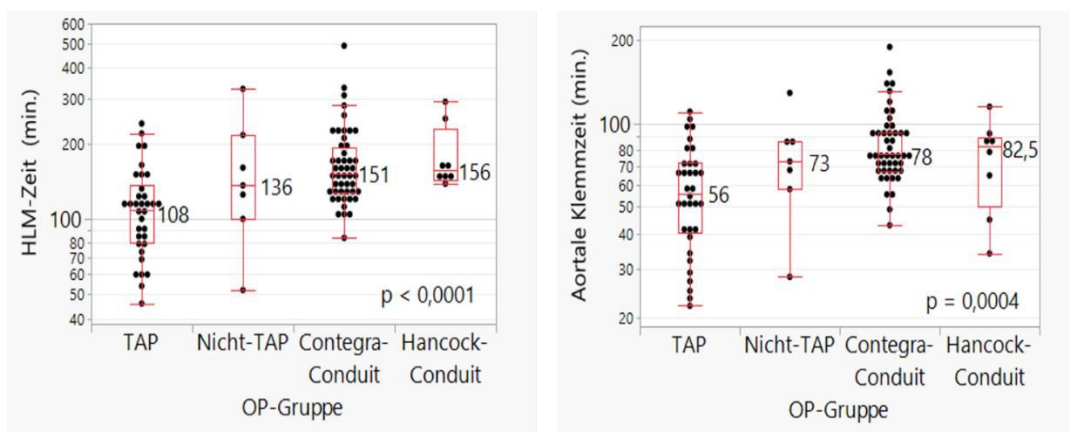 HLM-Zeit (min.)
600
500
400
300
200
100
80
70
60
50
40
108
136
151
156
p < 0,0001
TAP
Nicht-TAP
Contegra-
Conduit
Hancock-
Conduit
OP-Gruppe
Aortale Klemmzeit (min.)
200
100
80
70
60
50
40
30
20
56
73
78
82,5
p = 0,0004
TAP
Nicht-TAP
Contegra-
Conduit
Hancock-
Conduit
OP-Gruppe